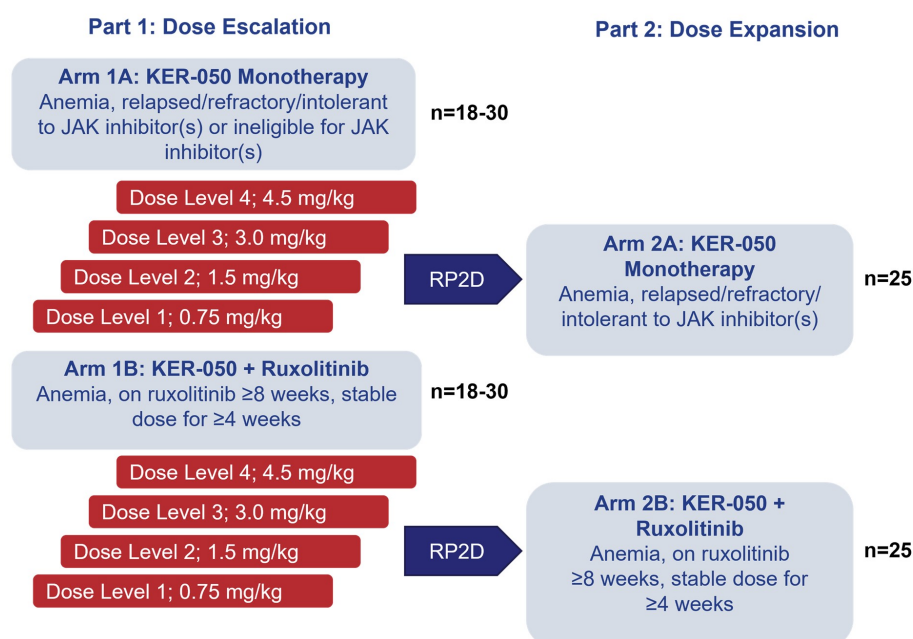 Part 1: Dose Escalation
Part 2: Dose Expansion
Arm 1A: KER-050 Monotherapy
Anemia, relapsed/refractory/intolerant
to JAK inhibitor(s) or ineligible for JAK
inhibitor(s)
n=18-30
Dose Level 4; 4.5 mg/kg
Dose Level 3; 3.0 mg/kg
Dose Level 2; 1.5 mg/kg
Dose Level 1; 0.75 mg/kg
RP2D
Arm 2A: KER-050
Monotherapy
Anemia, relapsed/refractory/
intolerant to JAK inhibitor(s)
n=25
Arm 1B: KER-050 + Ruxolitinib
Anemia, on ruxolitinib ≥8 weeks, stable
dose for ≥4 weeks
n=18-30
Dose Level 4; 4.5 mg/kg
Dose Level 3; 3.0 mg/kg
Dose Level 2; 1.5 mg/kg
Dose Level 1; 0.75 mg/kg
RP2D
Arm 2B: KER-050 +
Ruxolitinib
Anemia, on ruxolitinib
≥8 weeks, stable dose for
≥4 weeks
n=25